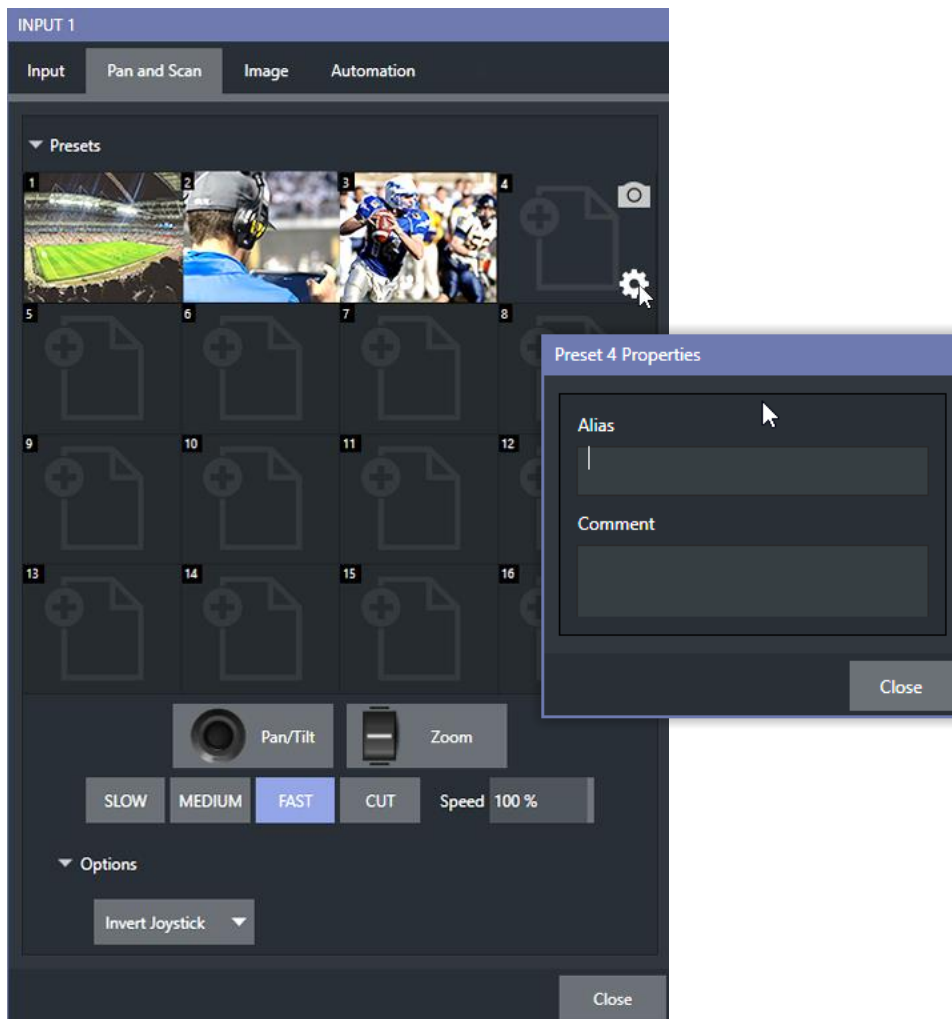 INPUT 1
Input Pan and Scan Image Automation
Presets
1 2 3 4
5 6 7 8
Preset 4 Properties
Alias
9 10 11 12
Comment
13 14 15 16
Close
Pan/Tilt Zoom
SLOW MEDIUM FAST CUT Speed 100 %
Options
Invert Joystick
Close